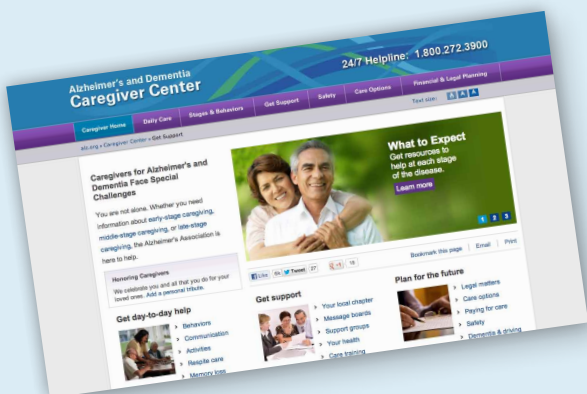 Alzheimer's and Dementia
Caregiver Center
24/7 Helpline: 1.800.272.3900
Caregiver Home
Daily Care
Stages & Behaviors
Get Support
Safety
Care Options
Financial & Legal Planning
alz.org » Caregiver Center » Get Support
Text size: A A A
Caregivers for Alzheimer's and
Dementia Face Special
Challenges
You are not alone. Whether you need
information about early-stage caregiving,
middle-stage caregiving, or late-stage
caregiving, the Alzheimer's Association is
here to help.
Honoring Caregivers
We celebrate you and all that do for your
loved ones. Add a personal tribute.
What to Expect
Get resources to
help at each stage
of the disease.
Learn more
1 2 3
Like
Tweet 27
+1 16
Bookmark this page | Email | Print
Get day-to-day help
› Behaviors
› Communication
› Activities
› Respite care
› Memory loss
Get support
› Your local chapter
› Message boards
› Support groups
› Your health
› Care training
Plan for the future
› Legal matters
› Care options
› Paying for care
› Safety
› Dementia & driving